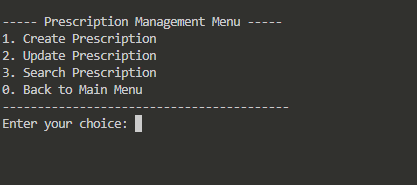 ----- Prescription Management Menu -----
1. Create Prescription
2. Update Prescription
3. Search Prescription
0. Back to Main Menu
-----------------------------------------
Enter your choice: